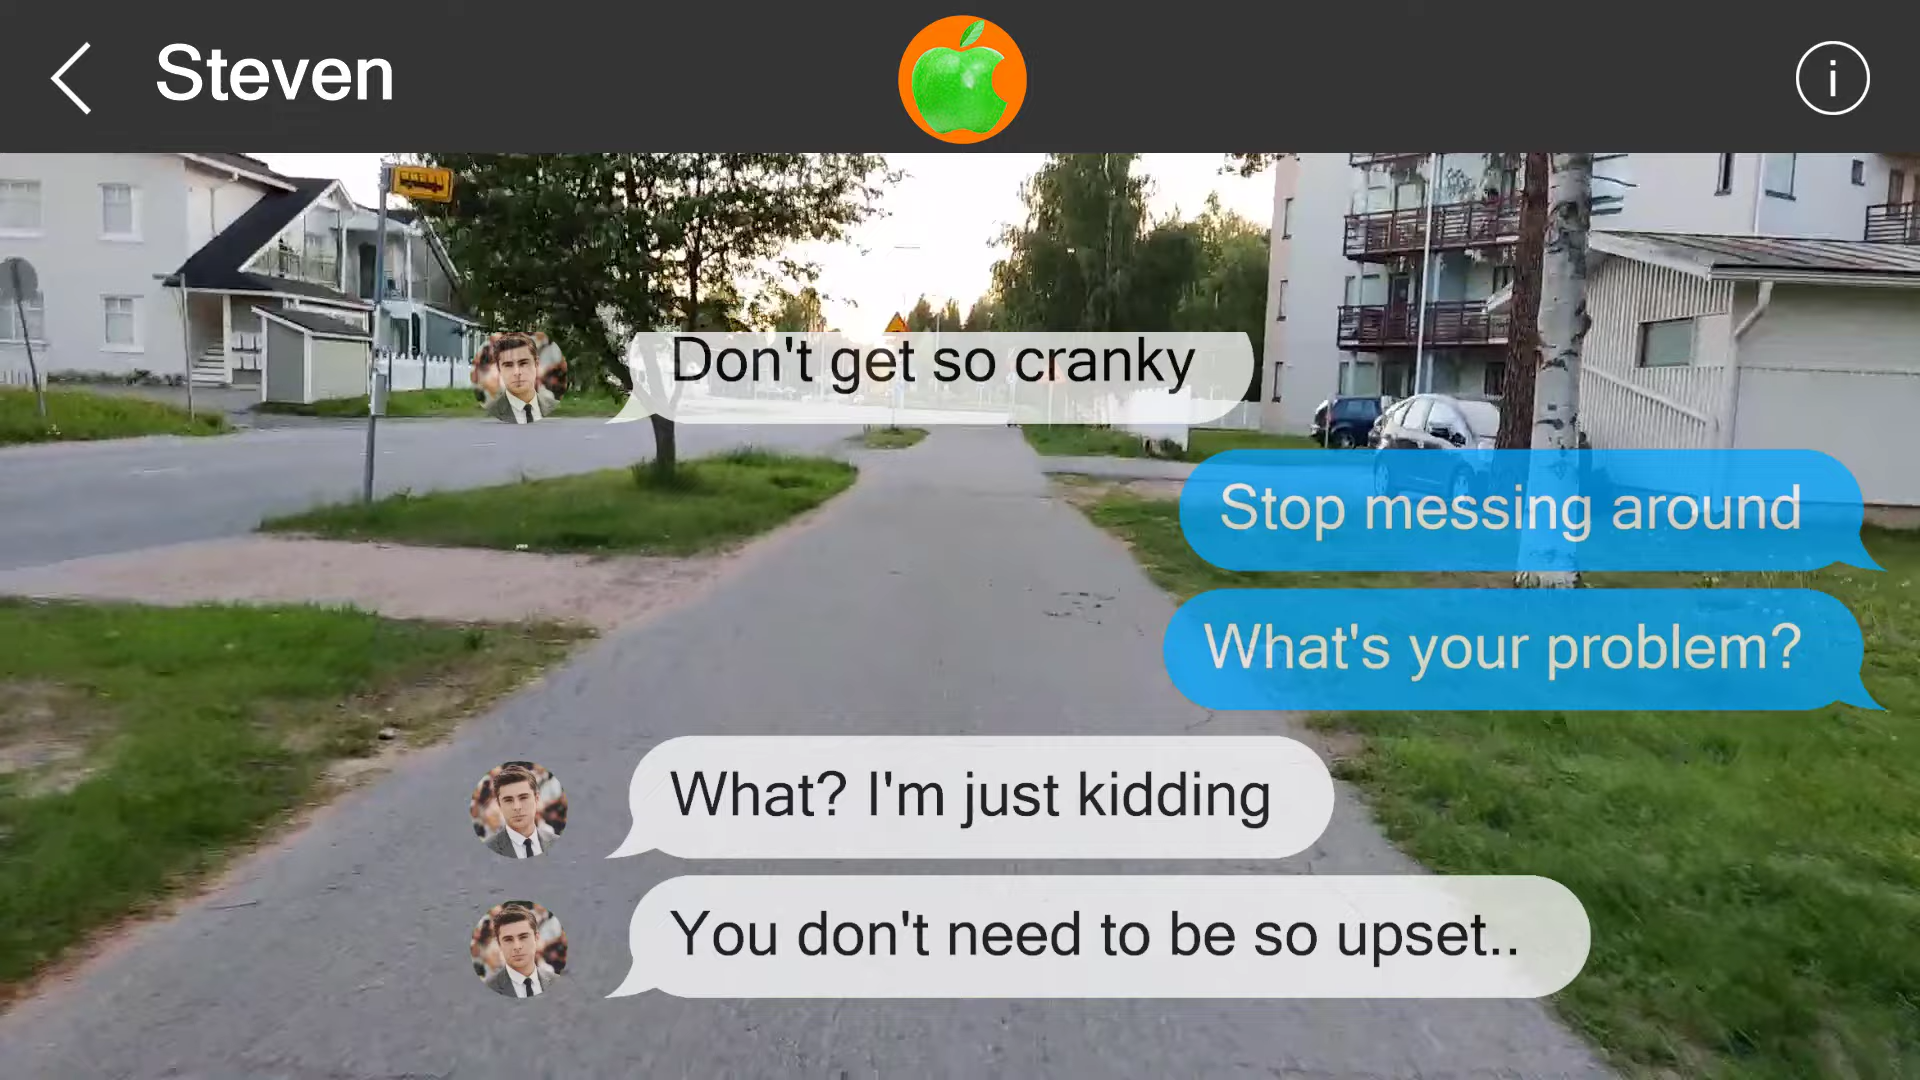 Steven
i
Don't get so cranky
Stop messing around
What's your problem?
What? I'm just kidding
You don't need to be so upset..